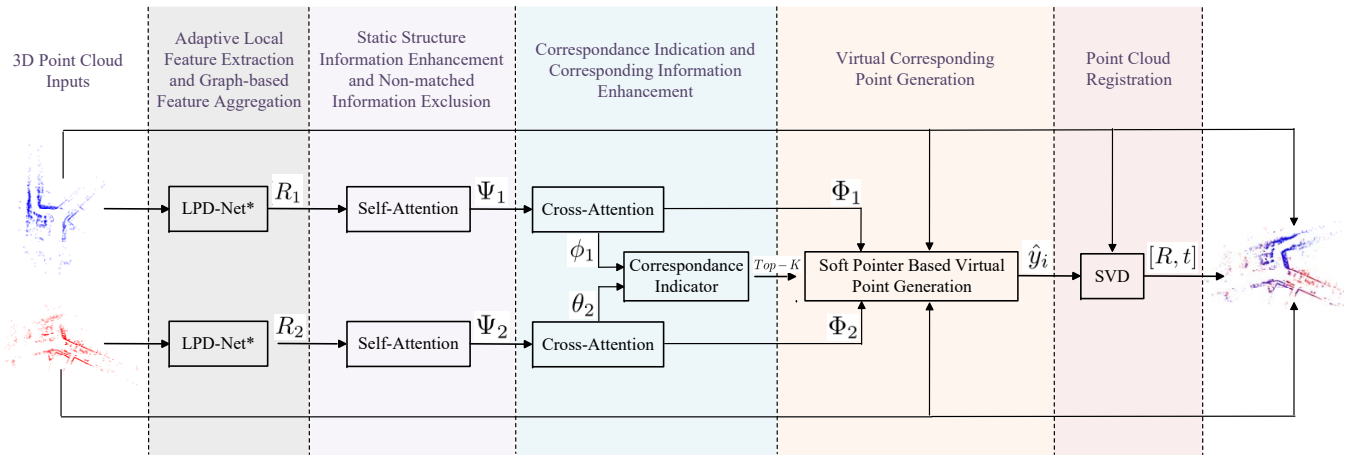 3D Point Cloud
Inputs
Adaptive Local
Feature Extraction
and Graph-based
Feature Aggregation
Static Structure
Information Enhancement
and Non-matched
Information Exclusion
Correspondance Indication and
Corresponding Information
Enhancement
Virtual Corresponding
Point Generation
Point Cloud
Registration
LPD-Net*
R₁
Self-Attention
Ψ₁
Cross-Attention
Φ₁
ϕ₁
Correspondance
Indicator
Top−K
Soft Pointer Based Virtual
Point Generation
ŷᵢ
SVD
[R, t]
θ₂
LPD-Net*
R₂
Self-Attention
Ψ₂
Cross-Attention
Φ₂